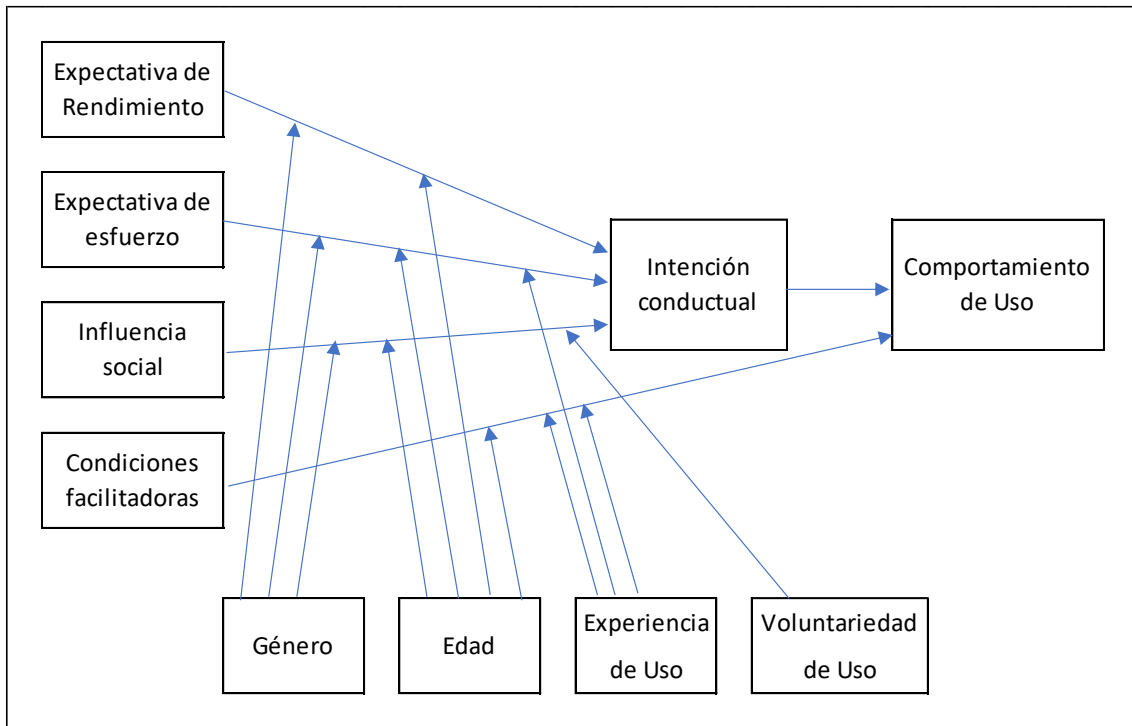 Expectativa de
Rendimiento
Expectativa de
esfuerzo
Influencia
social
Condiciones
facilitadoras
Intención
conductual
Comportamiento
de Uso
Género
Edad
Experiencia
de Uso
Voluntariedad
de Uso